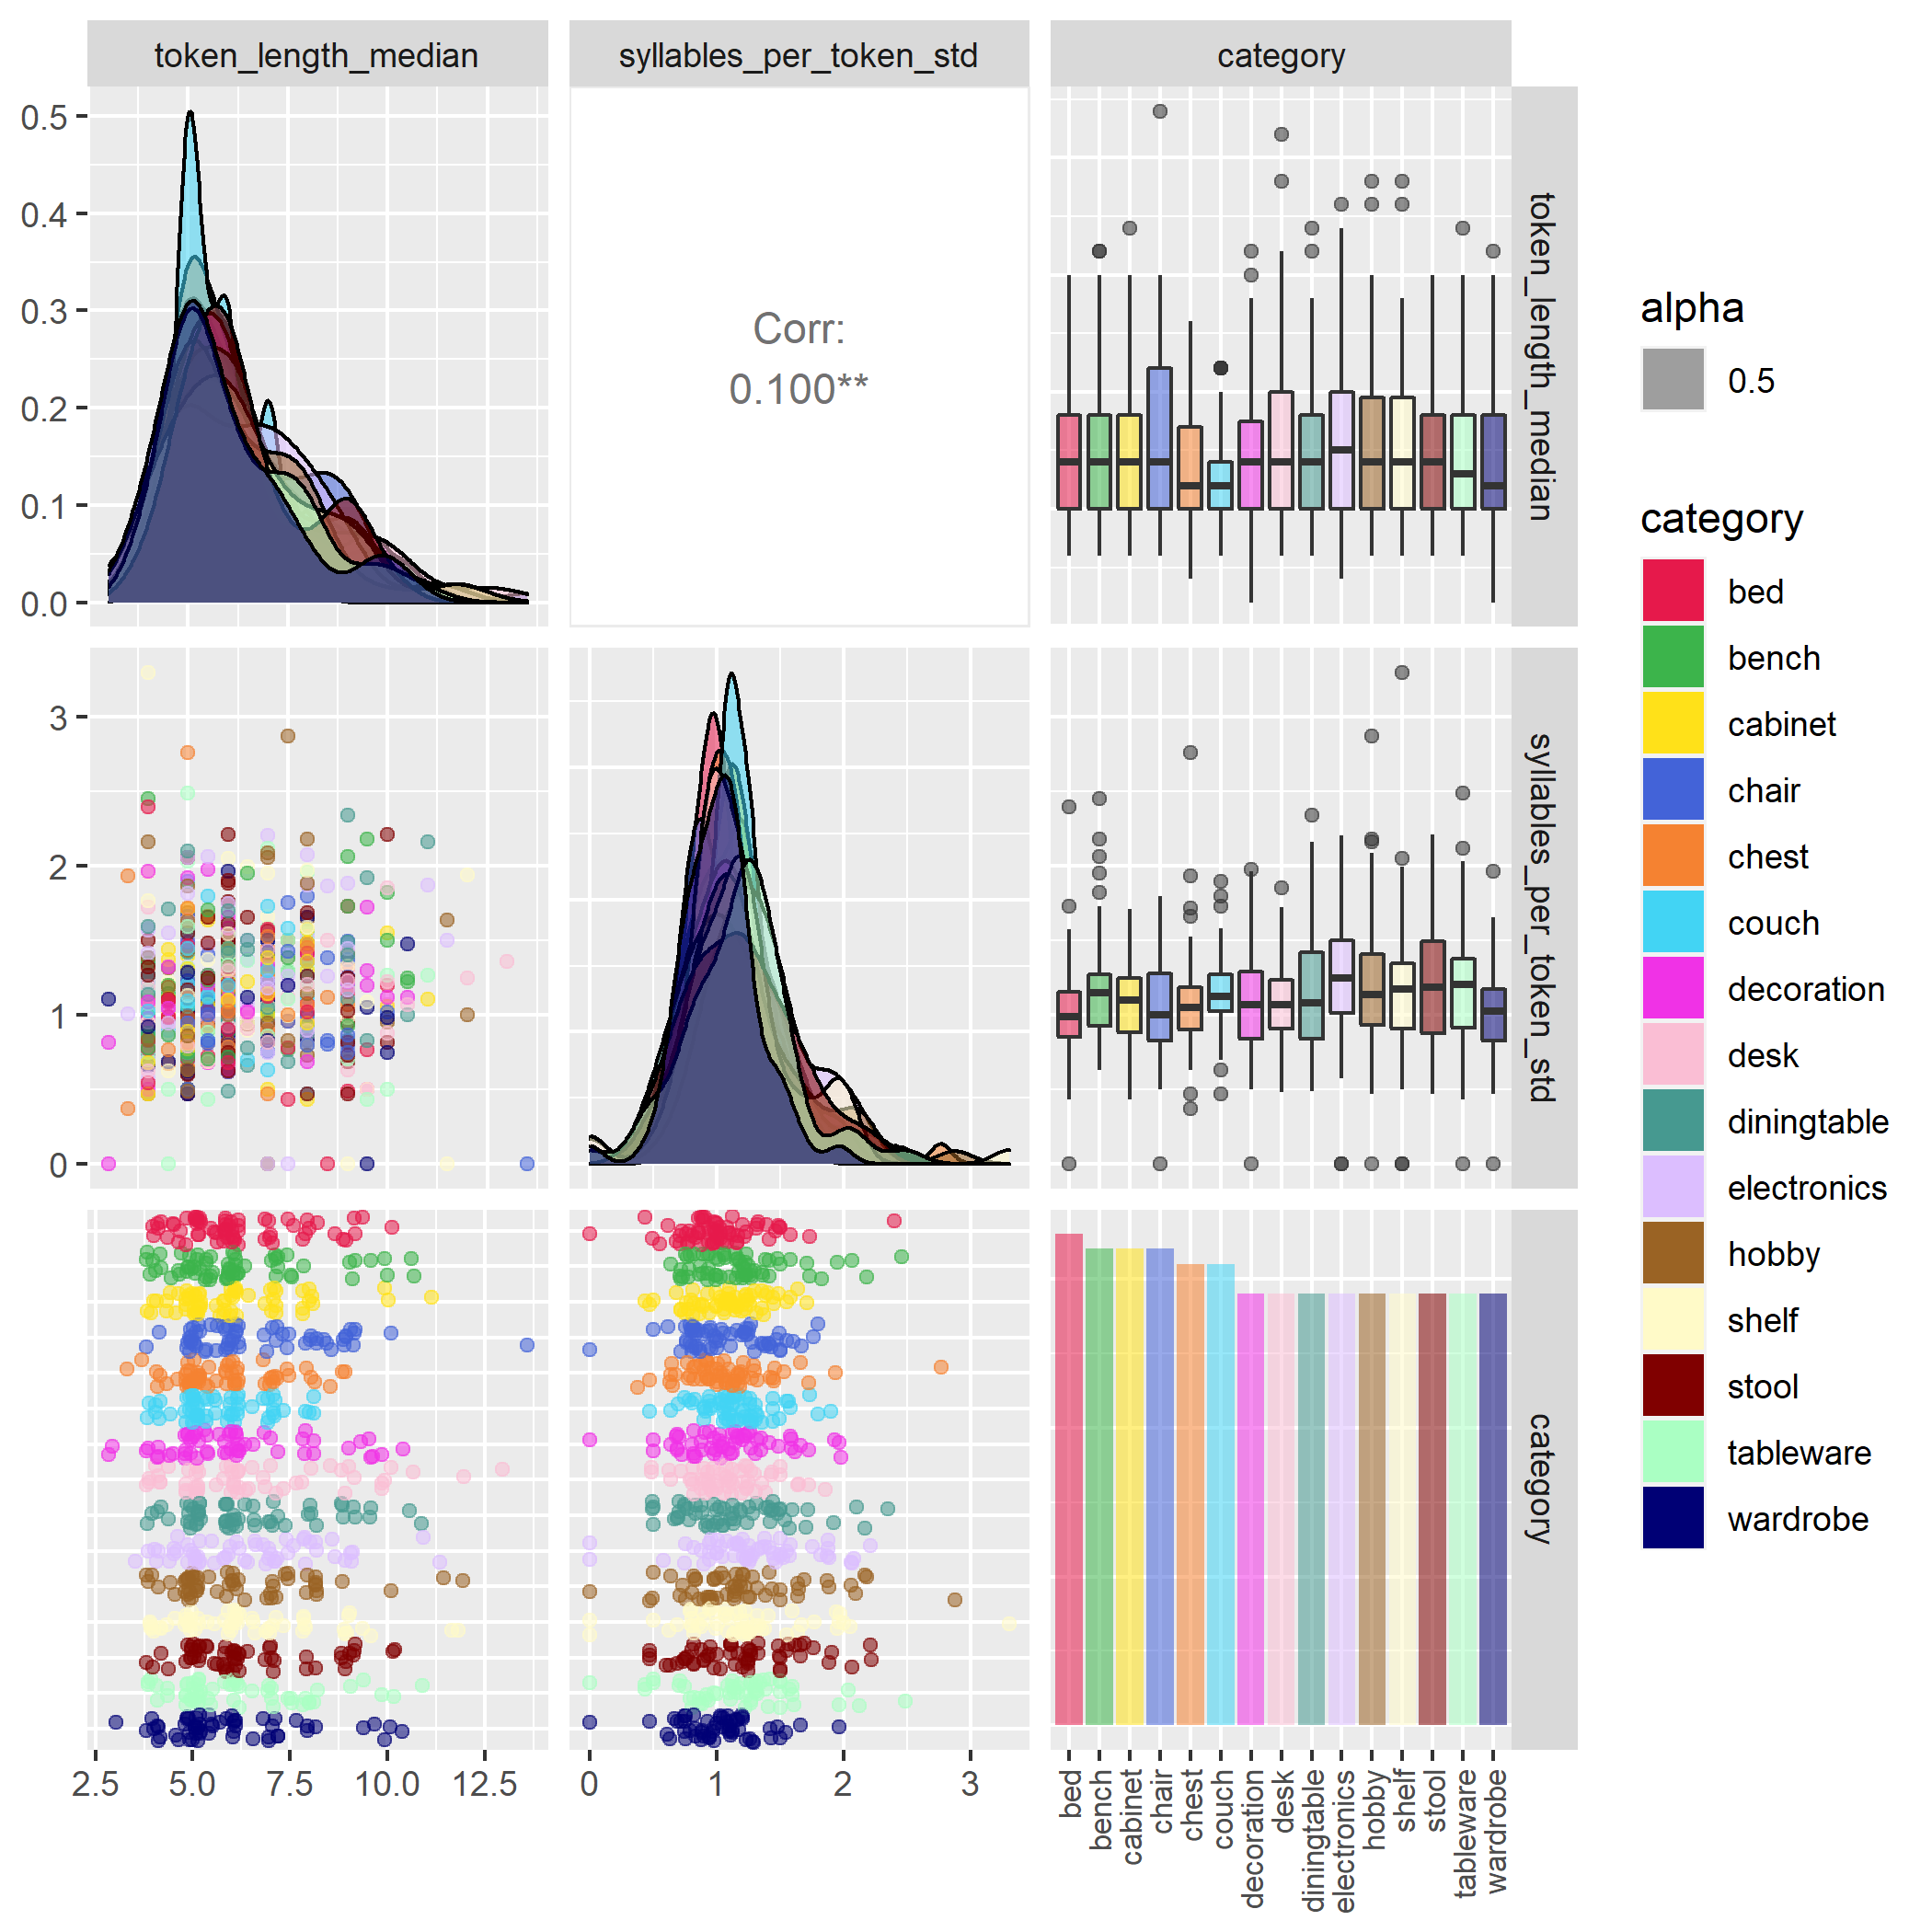 token_length_median
syllables_per_token_std
category
0.5
0.4
0.3
0.2
0.1
0.0
Corr:
0.100**
token_length_median
3
2
1
0
syllables_per_token_std
category
2.5
5.0
7.5
10.0
12.5
0
1
2
3
bed
bench
cabinet
chair
chest
couch
decoration
desk
diningtable
electronics
hobby
shelf
stool
tableware
wardrobe
alpha
0.5
category
bed
bench
cabinet
chair
chest
couch
decoration
desk
diningtable
electronics
hobby
shelf
stool
tableware
wardrobe